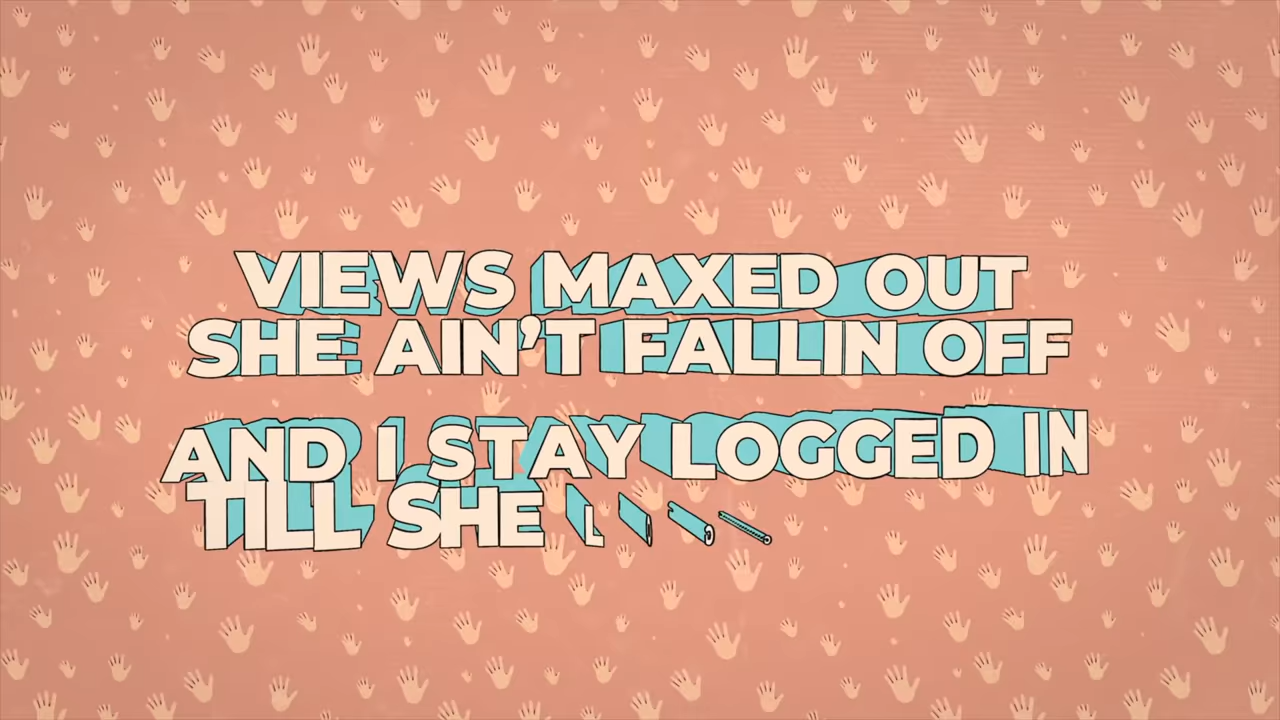 VIEWS MAXED OUT
SHE AIN'T FALLIN OFF
AND I STAY LOGGED IN
TILL SHE L